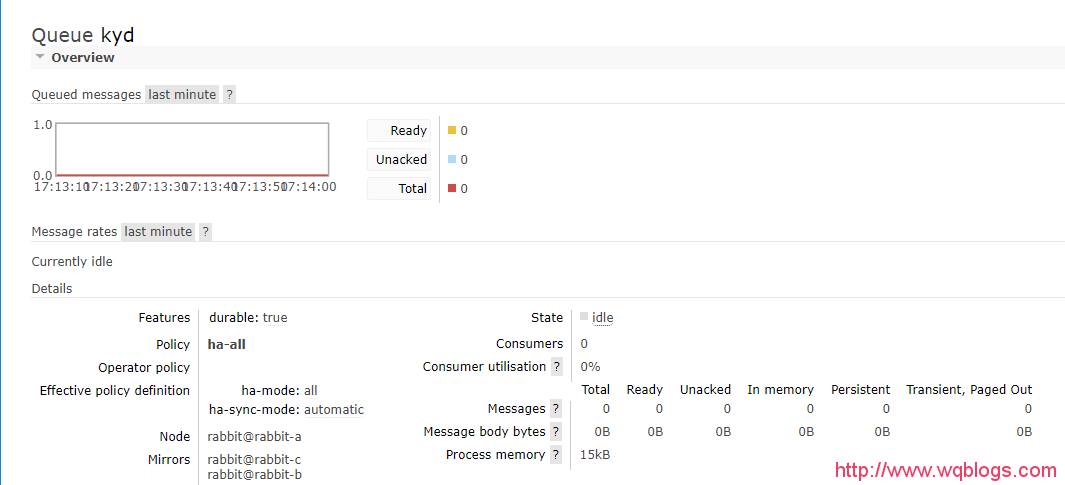 Queue kyd
Overview
Queued messages last minute ?
1.0
0.0
17:13:10 17:13:20 17:13:30 17:13:40 17:13:50 17:14:00
Ready 0
Unacked 0
Total 0
Message rates last minute ?
Currently idle
Details
Features durable: true
Policy ha-all
Operator policy
Effective policy definition ha-mode: all
ha-sync-mode: automatic
Node rabbit@rabbit-a
Mirrors rabbit@rabbit-c
rabbit@rabbit-b
State idle
Consumers 0
Consumer utilisation ? 0%
Total Ready Unacked In memory Persistent Transient, Paged Out
Messages ? 0 0 0 0 0 0
Message body bytes ? 0B 0B 0B 0B 0B 0B
Process memory ? 15kB
http://www.wqblogs.com